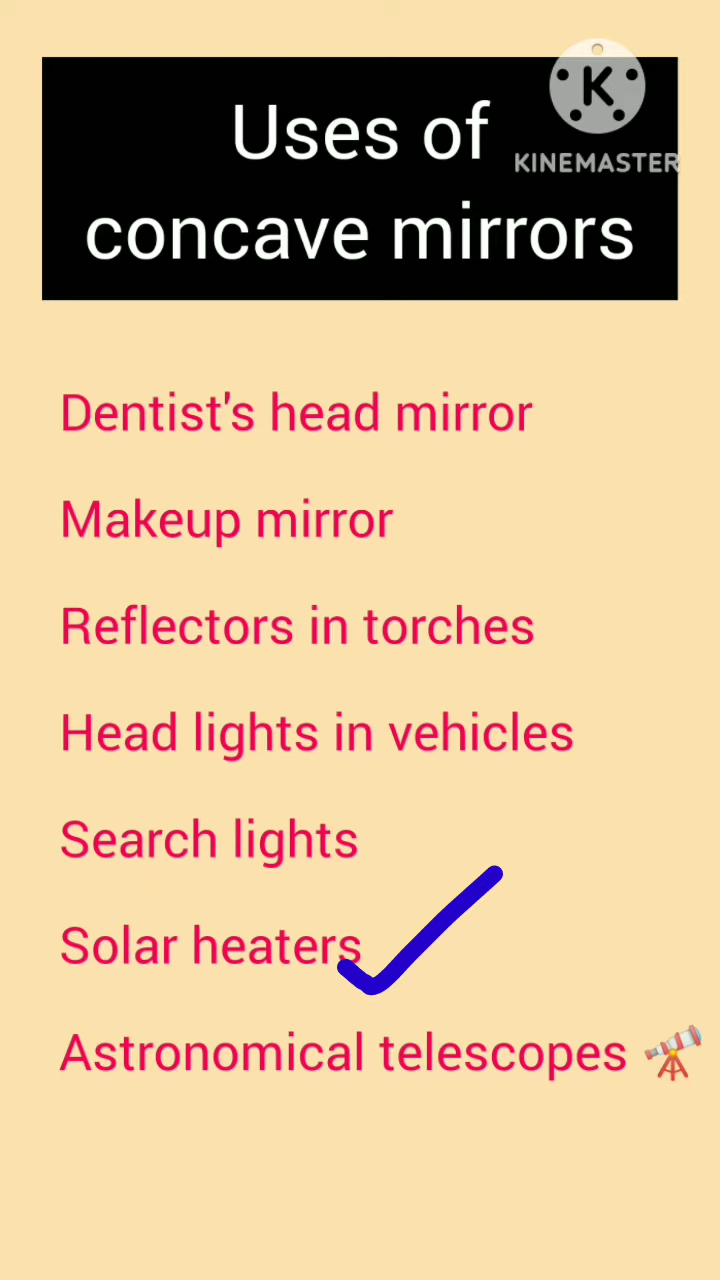 Uses of
concave mirrors
K
KINEMASTER
Dentist's head mirror
Makeup mirror
Reflectors in torches
Head lights in vehicles
Search lights
Solar heaters
Astronomical telescopes